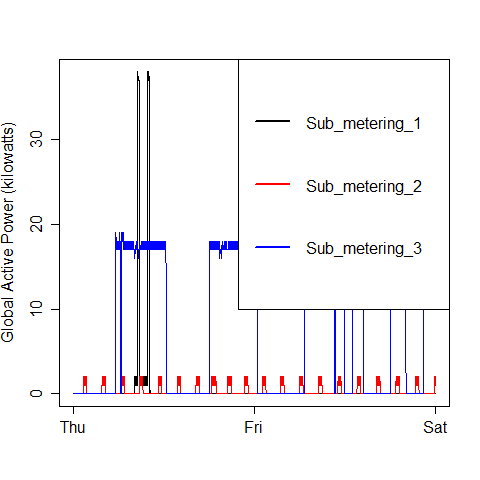 Global Active Power (kilowatts)
30
20
10
0
Sub_metering_1
Sub_metering_2
Sub_metering_3
Thu
Fri
Sat